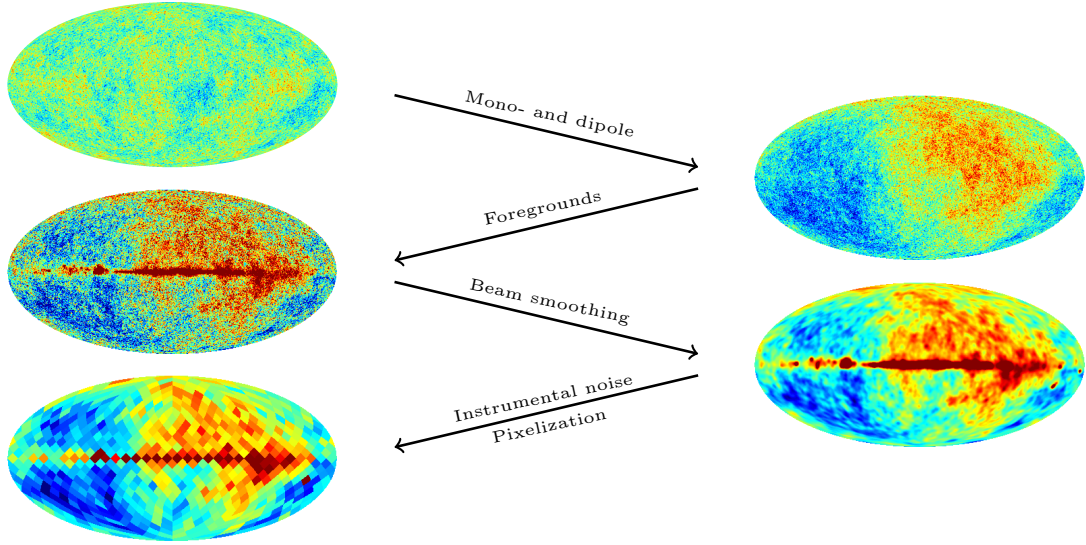 Mono- and dipole
Foregrounds
Beam smoothing
Instrumental noise
Pixelization